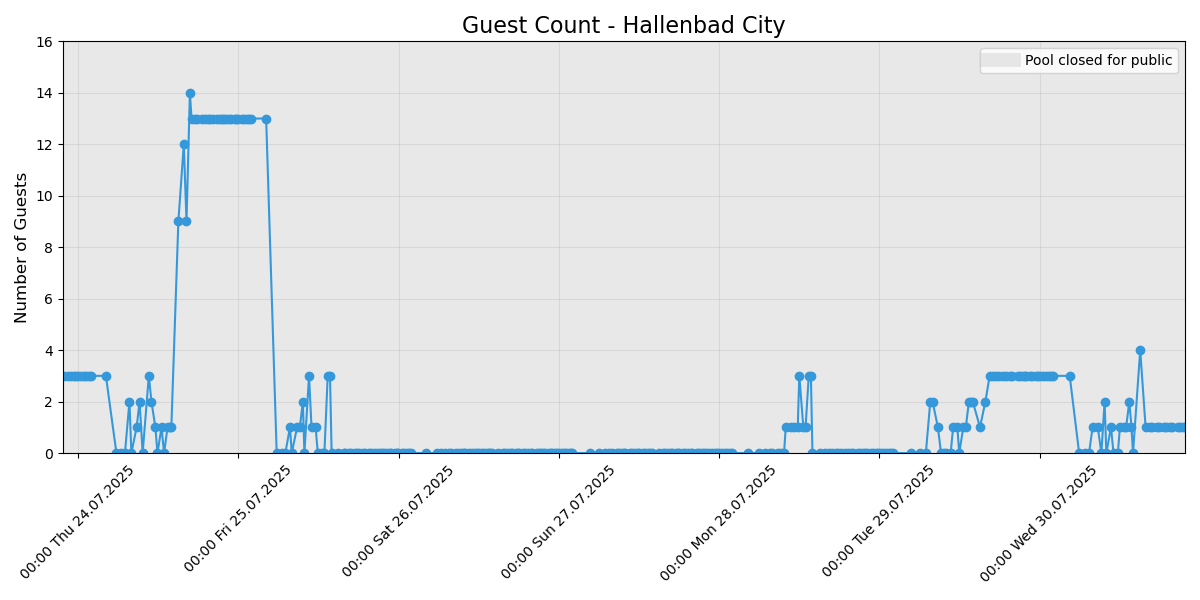 Guest Count - Hallenbad City
Pool closed for public
Number of Guests
16
14
12
10
8
6
4
2
0
00:00 Thu 24.07.2025
00:00 Fri 25.07.2025
00:00 Sat 26.07.2025
00:00 Sun 27.07.2025
00:00 Mon 28.07.2025
00:00 Tue 29.07.2025
00:00 Wed 30.07.2025